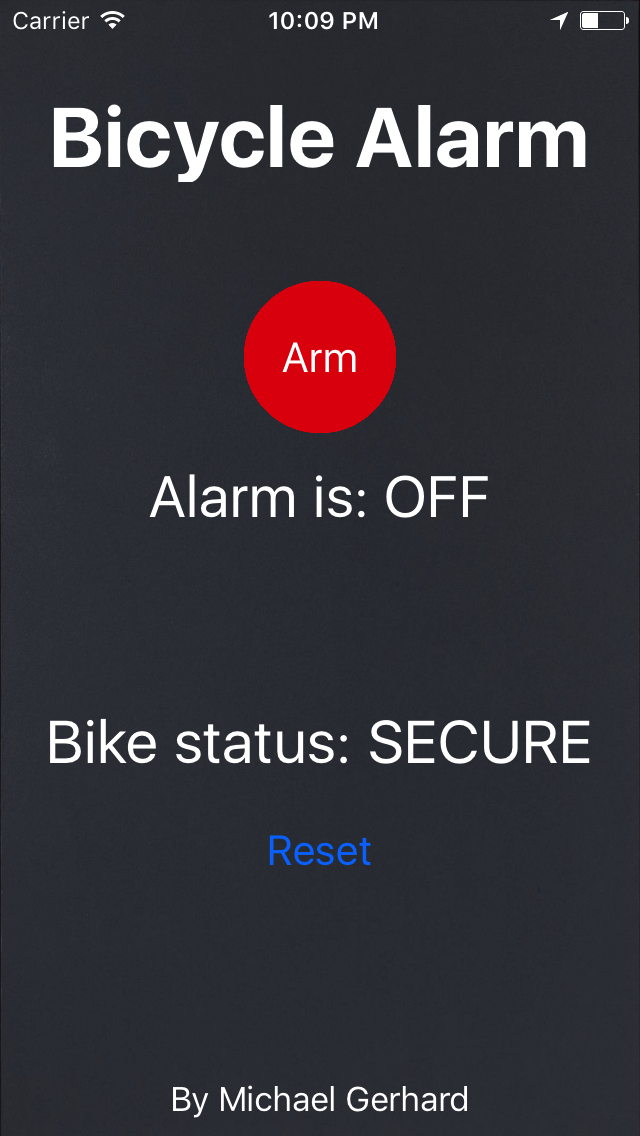 Carrier 10:09 PM
Bicycle Alarm
Arm
Alarm is: OFF
Bike status: SECURE
Reset
By Michael Gerhard